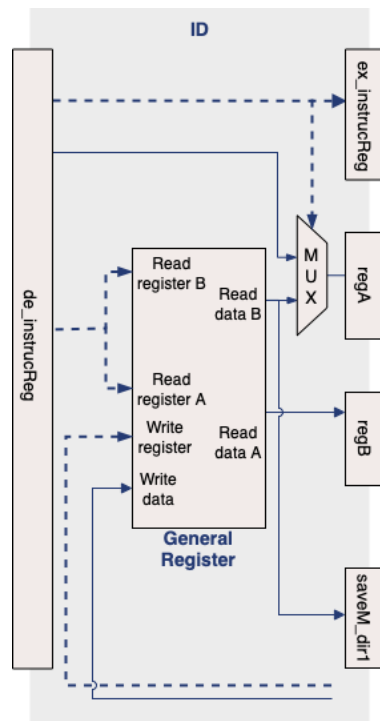 ID
ex_instrucReg
de_instrucReg
MUX
regA
Read
register B
Read
data B
Read
register A
Write
register
Read
data A
Write
data
regB
General
Register
saveM_dir1